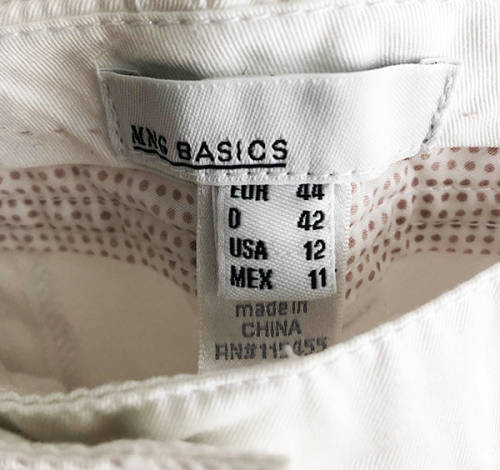 MNG BASICS
EUR 44
D 42
USA 12
MEX 11
made in
CHINA